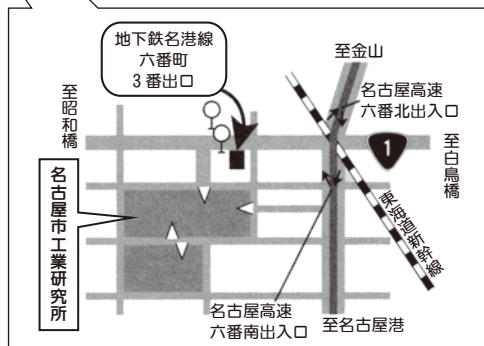 地下鉄名港線
六番町
3番出口
至金山
名古屋高速
六番北出入口
至昭和橋
1
至白鳥橋
名古屋市工業研究所
東海道新幹線
名古屋高速
六番南出入口
至名古屋港